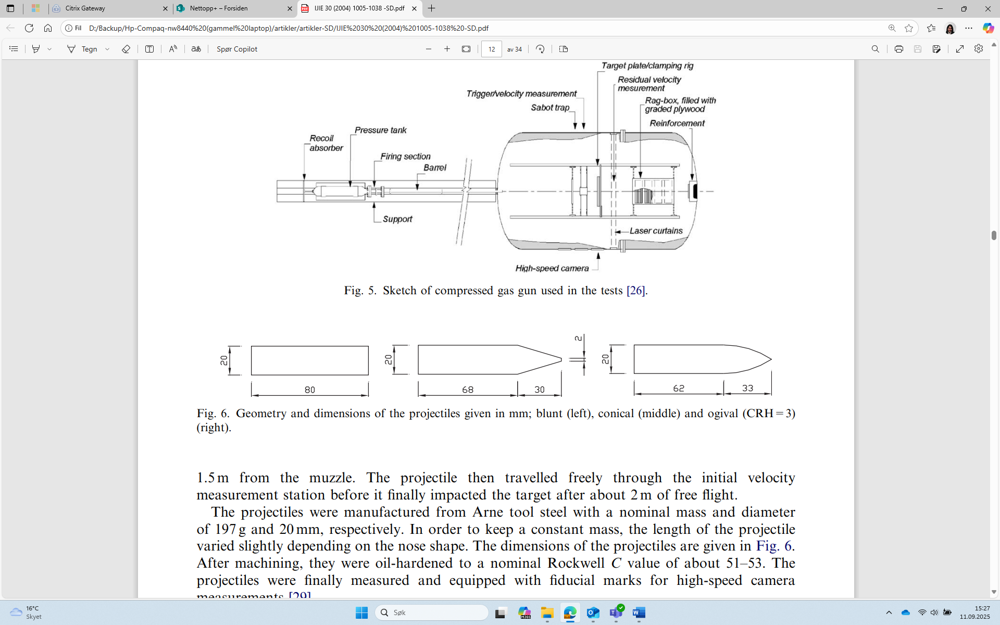 Citrix Gateway
Nettopp+ – Forsiden
IJIE 30 (2004) 1005-1038 -SD.pdf
Fil D:/Backup/Hp-Compaq-nw8440%20(gammel%20laptop)/artikler/artikler-SD/IJIE%2030%20(2004)%201005-1038%20-SD.pdf
Tegn
aあ
Spør Copilot
12 av 34
Target plate/clamping rig
Residual velocity
mesurement
Trigger/velocity measurement
Rag-box, filled with
graded plywood
Sabot trap
Reinforcement
Pressure tank
Recoil
absorber
Firing section
Barrel
Support
Laser curtains
High-speed camera
Fig. 5. Sketch of compressed gas gun used in the tests [26].
20
80
20
68
30
2
20
62
33
Fig. 6. Geometry and dimensions of the projectiles given in mm; blunt (left), conical (middle) and ogival (CRH = 3)
(right).
1.5 m from the muzzle. The projectile then travelled freely through the initial velocity
measurement station before it finally impacted the target after about 2 m of free flight.
The projectiles were manufactured from Arne tool steel with a nominal mass and diameter
of 197 g and 20 mm, respectively. In order to keep a constant mass, the length of the projectile
varied slightly depending on the nose shape. The dimensions of the projectiles are given in Fig. 6.
After machining, they were oil-hardened to a nominal Rockwell C value of about 51–53. The
projectiles were finally measured and equipped with fiducial marks for high-speed camera
measurements [29].
16°C
Skyet
Søk
M365
15:27
11.09.2025